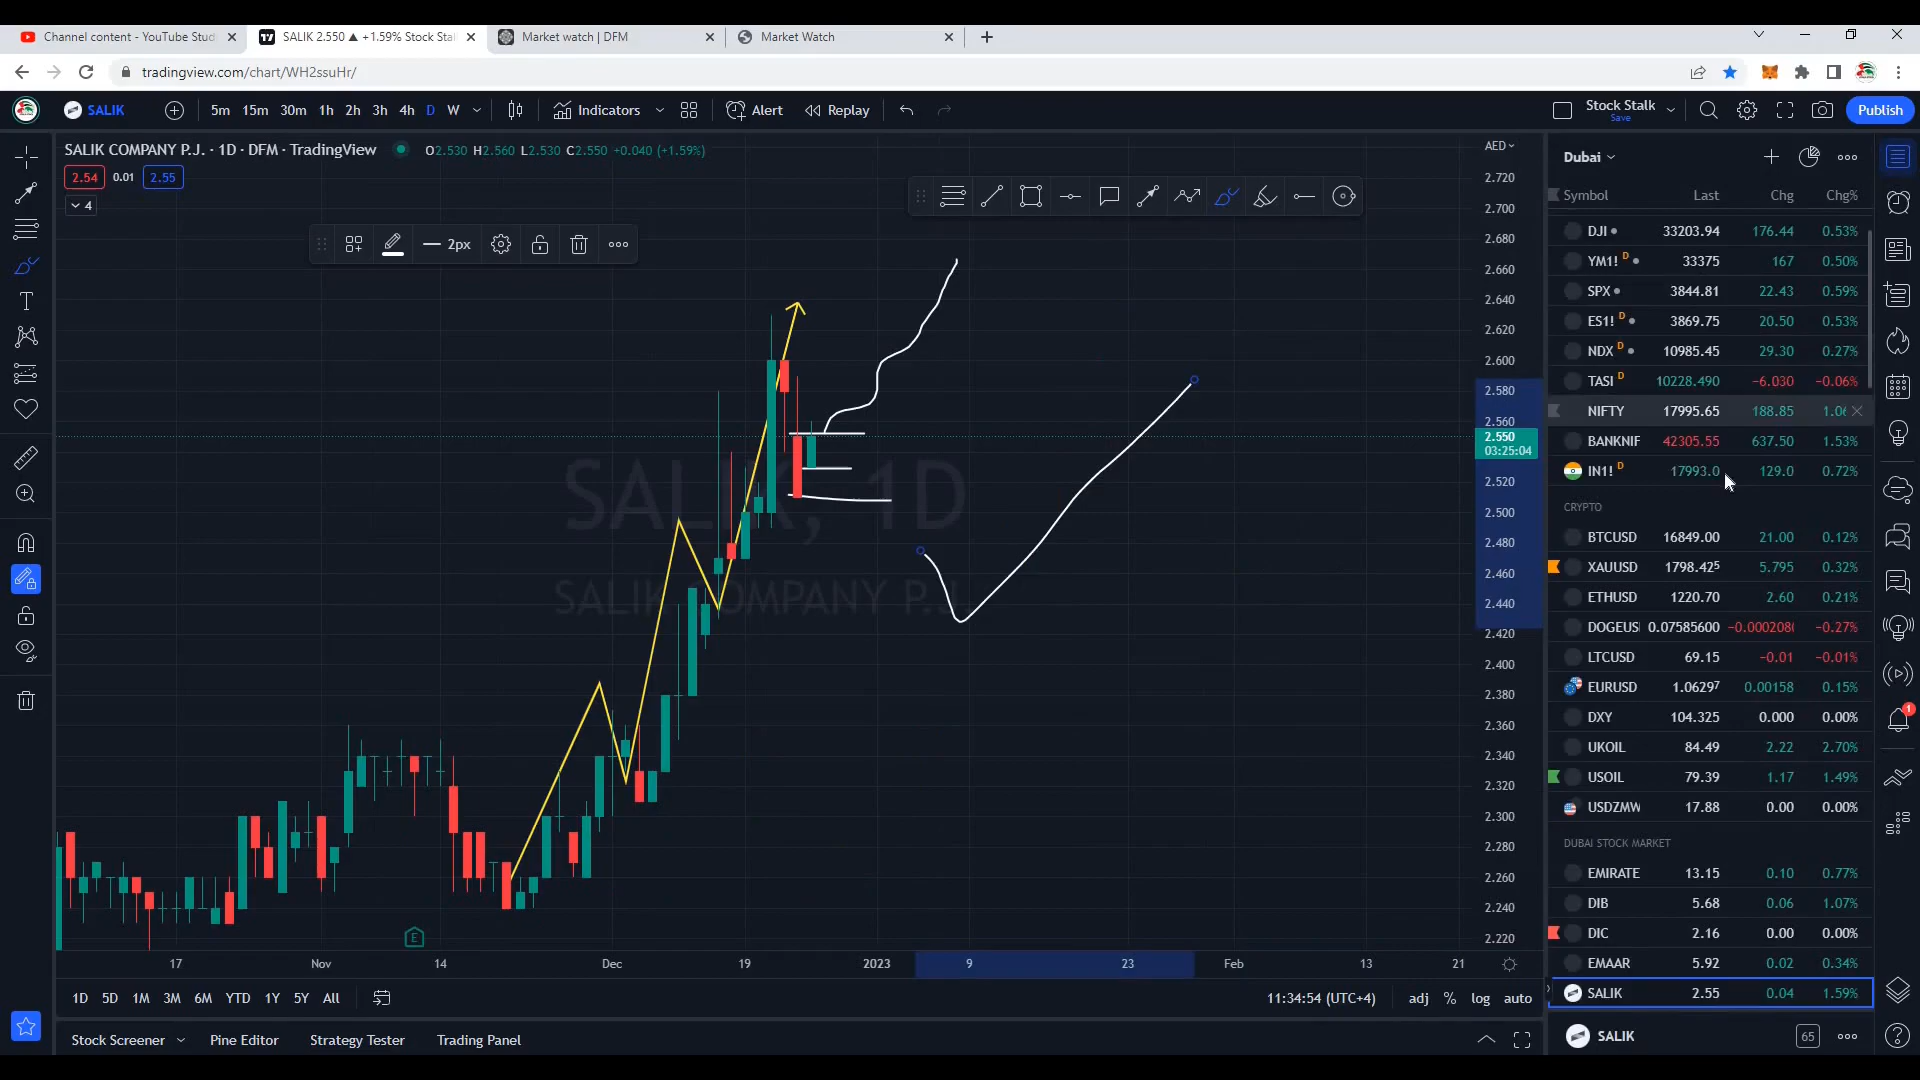 Channel content - YouTube Stud
SALIK 2.550 ▲ +1.59% Stock Stal
Market watch | DFM
Market Watch
tradingview.com/chart/WH2ssuHr/
SALIK
5m 15m 30m 1h 2h 3h 4h D W
Indicators
Alert
Replay
Stock Stalk
Save
Publish
SALIK COMPANY P.J. · 1D · DFM · TradingView
O2.530 H2.560 L2.530 C2.550 +0.040 (+1.59%)
2.54 0.01 2.55
4
2px
AED
2.720
2.700
2.680
2.660
2.640
2.620
2.600
2.580
2.560
2.550
03:25:04
2.520
2.500
2.480
2.460
2.440
2.420
2.400
2.380
2.360
2.340
2.320
2.300
2.280
2.260
2.240
2.220
SALIK, 1D
SALIK COMPANY P.J.
E
17 Nov 14 Dec 19 2023 9 23 Feb 13 21
1D 5D 1M 3M 6M YTD 1Y 5Y All
11:34:54 (UTC+4)
adj % log auto
Stock Screener
Pine Editor
Strategy Tester
Trading Panel
Dubai
Symbol Last Chg Chg%
DJI 33203.94 176.44 0.53%
YM1! D 33375 167 0.50%
SPX 3844.81 22.43 0.59%
ES1! D 3869.75 20.50 0.53%
NDX D 10985.45 29.30 0.27%
TASI D 10228.490 −6.030 −0.06%
NIFTY 17995.65 188.85 1.06
BANKNIF 42305.55 637.50 1.53%
IN1! D 17993.0 129.0 0.72%
CRYPTO
BTCUSD 16849.00 21.00 0.12%
XAUUSD 1798.425 5.795 0.32%
ETHUSD 1220.70 2.60 0.21%
DOGEUS 0.07585600 −0.000208 −0.27%
LTCUSD 69.15 −0.01 −0.01%
EURUSD 1.06297 0.00158 0.15%
DXY 104.325 0.000 0.00%
UKOIL 84.49 2.22 2.70%
USOIL 79.39 1.17 1.49%
USDZMW 17.88 0.00 0.00%
DUBAI STOCK MARKET
EMIRATE 13.15 0.10 0.77%
DIB 5.68 0.06 1.07%
DIC 2.16 0.00 0.00%
EMAAR 5.92 0.02 0.34%
SALIK 2.55 0.04 1.59%
SALIK
65
1